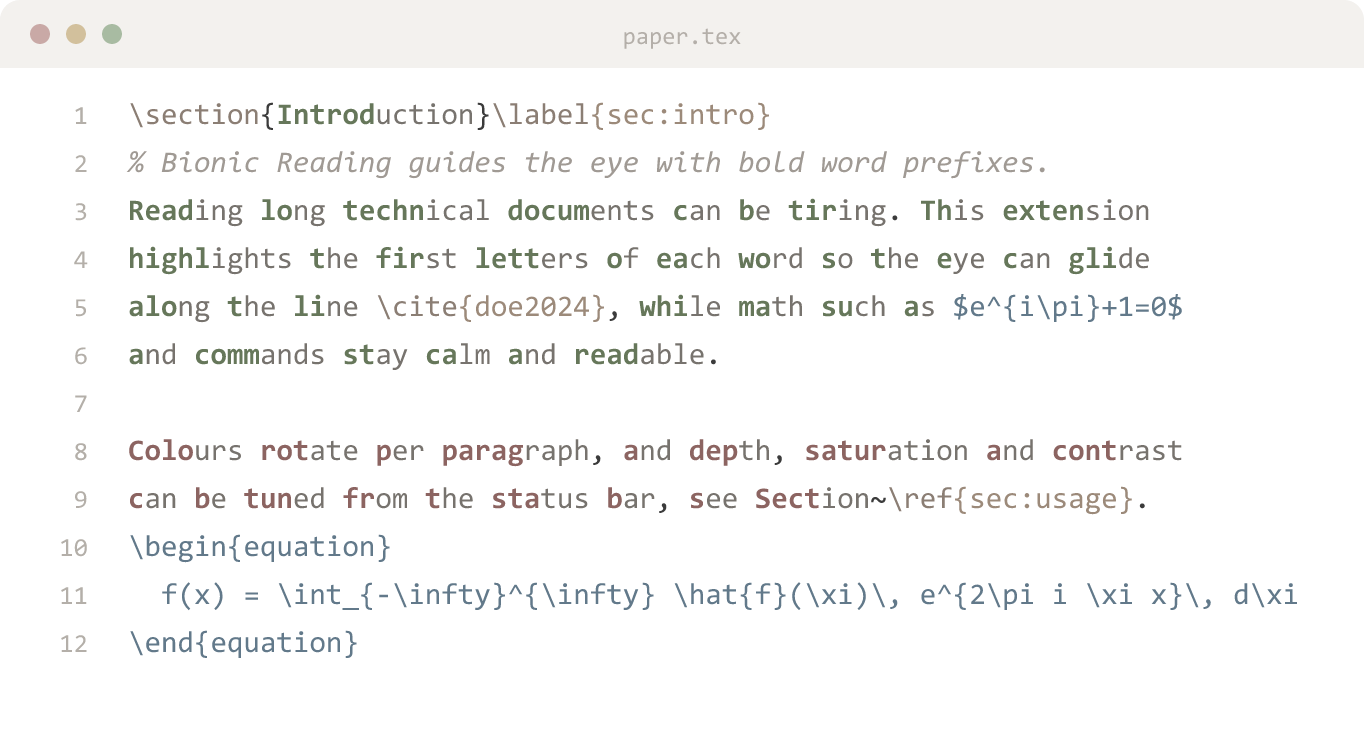 paper.tex
1 \section{Introduction}\label{sec:intro}
2 % Bionic Reading guides the eye with bold word prefixes.
3 Reading long technical documents can be tiring. This extension
4 highlights the first letters of each word so the eye can glide
5 along the line \cite{doe2024}, while math such as $e^{i\pi}+1=0$
6 and commands stay calm and readable.
7
8 Colours rotate per paragraph, and depth, saturation and contrast
9 can be tuned from the status bar, see Section~\ref{sec:usage}.
10 \begin{equation}
11   f(x) = \int_{-\infty}^{\infty} \hat{f}(\xi)\, e^{2\pi i \xi x}\, d\xi
12 \end{equation}